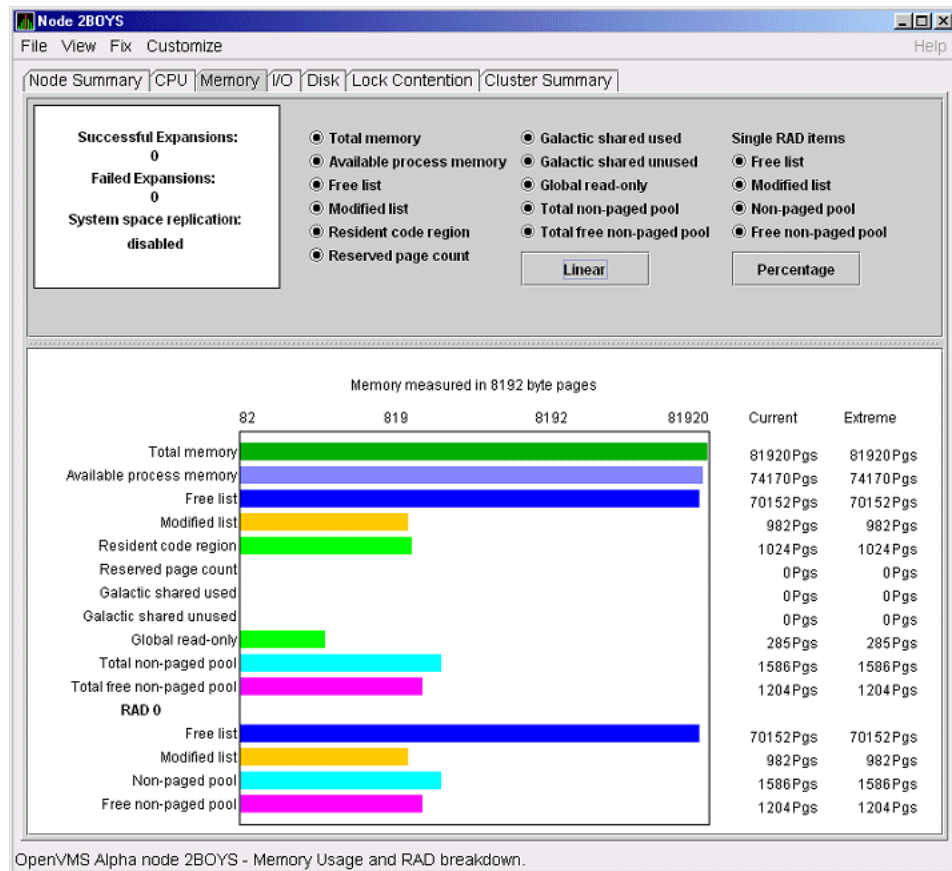 Node 2BOYS
File View Fix Customize Help
Node Summary CPU Memory I/O Disk Lock Contention Cluster Summary
Successful Expansions:
0
Failed Expansions:
0
System space replication:
disabled
Total memory
Available process memory
Free list
Modified list
Resident code region
Reserved page count
Galactic shared used
Galactic shared unused
Global read-only
Total non-paged pool
Total free non-paged pool
Linear
Single RAD items
Free list
Modified list
Non-paged pool
Free non-paged pool
Percentage
Memory measured in 8192 byte pages
82 819 8192 81920 Current Extreme
Total memory 81920Pgs 81920Pgs
Available process memory 74170Pgs 74170Pgs
Free list 70152Pgs 70152Pgs
Modified list 982Pgs 982Pgs
Resident code region 1024Pgs 1024Pgs
Reserved page count 0Pgs 0Pgs
Galactic shared used 0Pgs 0Pgs
Galactic shared unused 0Pgs 0Pgs
Global read-only 285Pgs 285Pgs
Total non-paged pool 1586Pgs 1586Pgs
Total free non-paged pool 1204Pgs 1204Pgs
RAD 0
Free list 70152Pgs 70152Pgs
Modified list 982Pgs 982Pgs
Non-paged pool 1586Pgs 1586Pgs
Free non-paged pool 1204Pgs 1204Pgs
OpenVMS Alpha node 2BOYS - Memory Usage and RAD breakdown.